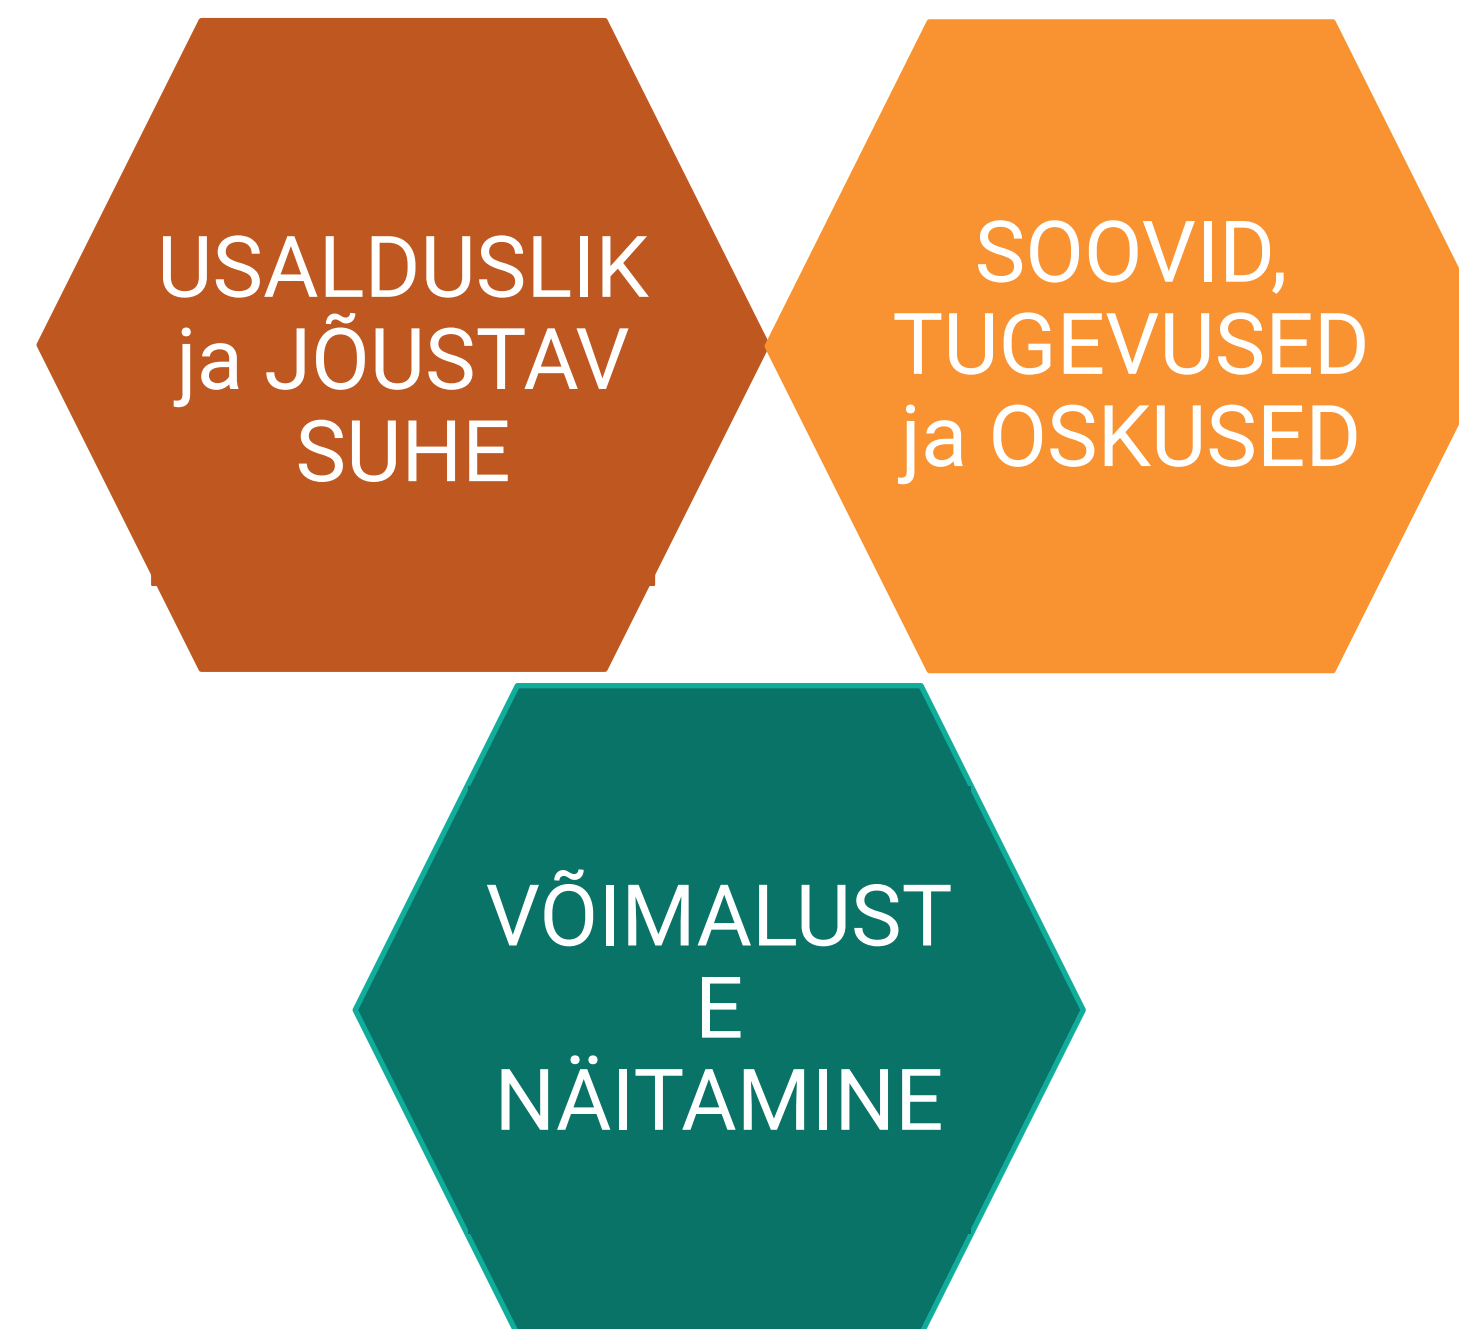 USALDUSLIK
ja JÕUSTAV
SUHE
SOOVID,
TUGEVUSED
ja OSKUSED
VÕIMALUST
E
NÄITAMINE